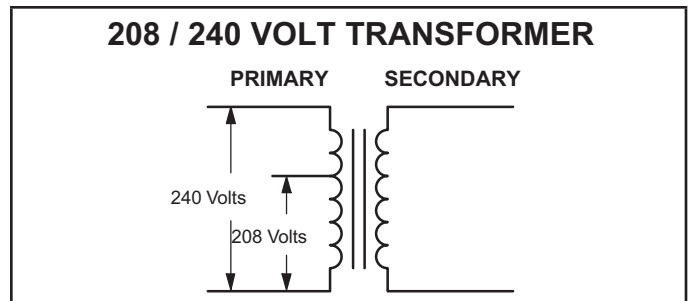 208 / 240 VOLT TRANSFORMER
PRIMARY SECONDARY
240 Volts
208 Volts